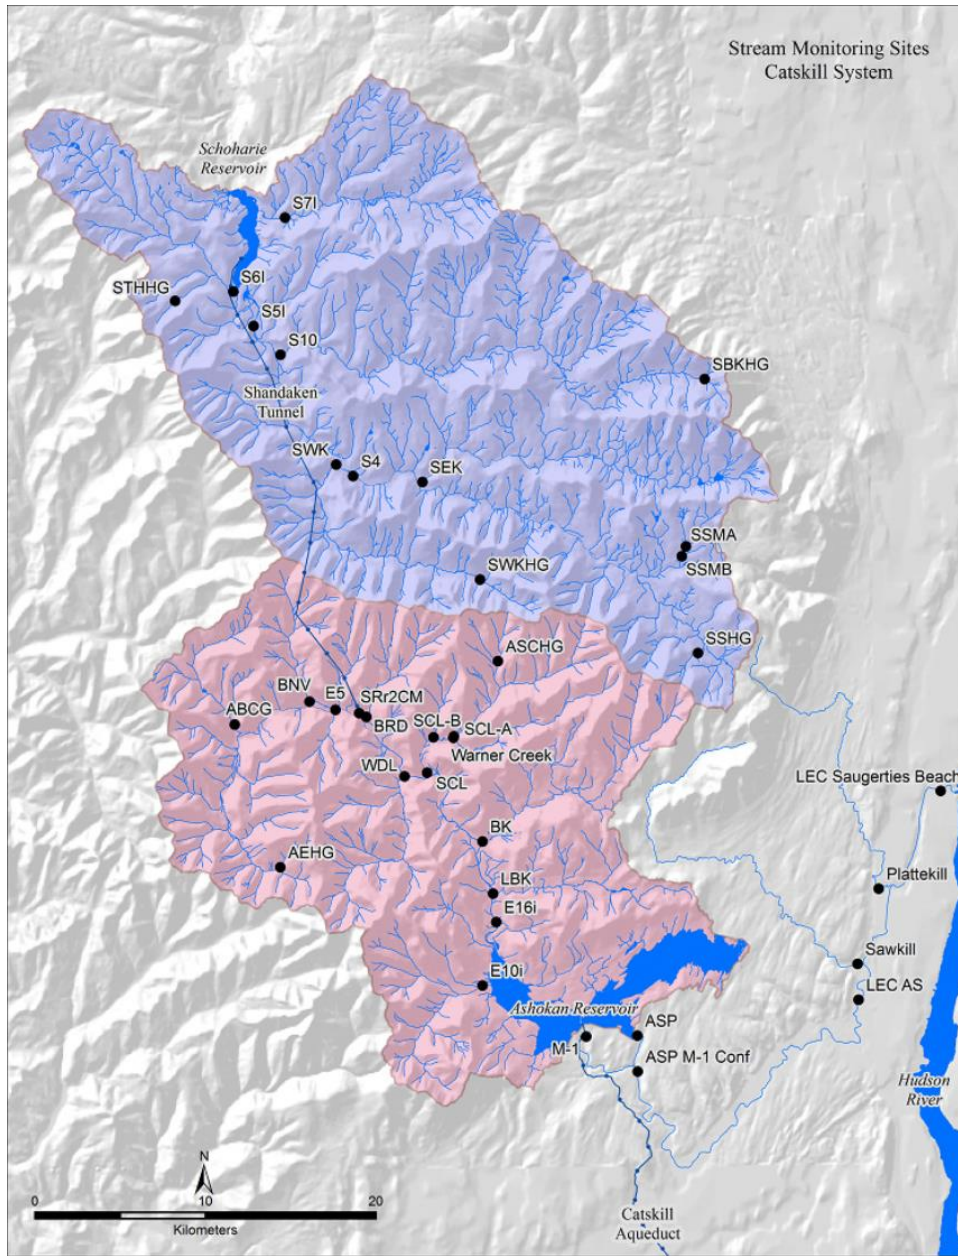 Stream Monitoring Sites
Catskill System
Schoharie
Reservoir
S7I
S6I
STHHG
S5I
S10
SBKHG
Shandaken
Tunnel
SWK
S4
SEK
SSMA
SSMB
SWKHG
SSHG
ASCHG
BNV
E5
SRr2CM
ABCG
BRD
SCL-B
SCL-A
Warner Creek
WDL
SCL
LEC Saugerties Beach
BK
AEHG
Plattekill
LBK
E16i
Sawkill
E10i
LEC AS
Ashokan Reservoir
ASP
M-1
ASP M-1 Conf
Hudson
River
N
0
10
20
Kilometers
Catskill
Aqueduct